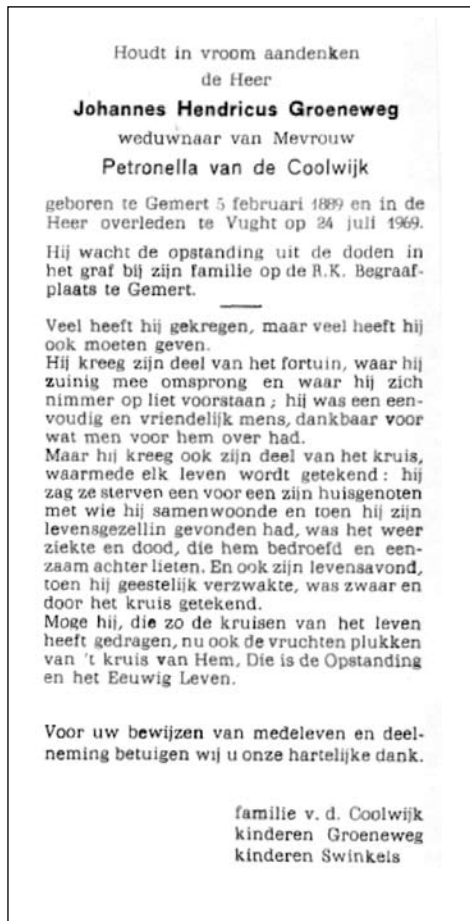 Houdt in vroom aandenken
de Heer
Johannes Hendricus Groeneweg
weduwnaar van Mevrouw
Petronella van de Coolwijk
geboren te Gemert 5 februari 1889 en in de
Heer overleden te Vught op 24 juli 1969.
Hij wacht de opstanding uit de doden in
het graf bij zijn familie op de R.K. Begraaf-
plaats te Gemert.
Veel heeft hij gekregen, maar veel heeft hij
ook moeten geven.
Hij kreeg zijn deel van het fortuin, waar hij
zuinig mee omsprong en waar hij zich
nimmer op liet voorstaan ; hij was een een-
voudig en vriendelijk mens, dankbaar voor
wat men voor hem over had.
Maar hij kreeg ook zijn deel van het kruis,
waarmede elk leven wordt getekend : hij
zag ze sterven een voor een zijn huisgenoten
met wie hij samenwoonde en toen hij zijn
levensgezellin gevonden had, was het weer
ziekte en dood, die hem bedroefd en een-
zaam achter lieten. En ook zijn levensavond,
toen hij geestelijk verzwakte, was zwaar en
door het kruis getekend.
Moge hij, die zo de kruisen van het leven
heeft gedragen, nu ook de vruchten plukken
van 't kruis van Hem, Die is de Opstanding
en het Eeuwig Leven.
Voor uw bewijzen van medeleven en deel-
neming betuigen wij u onze hartelijke dank.
familie v. d. Coolwijk
kinderen Groeneweg
kinderen Swinkels